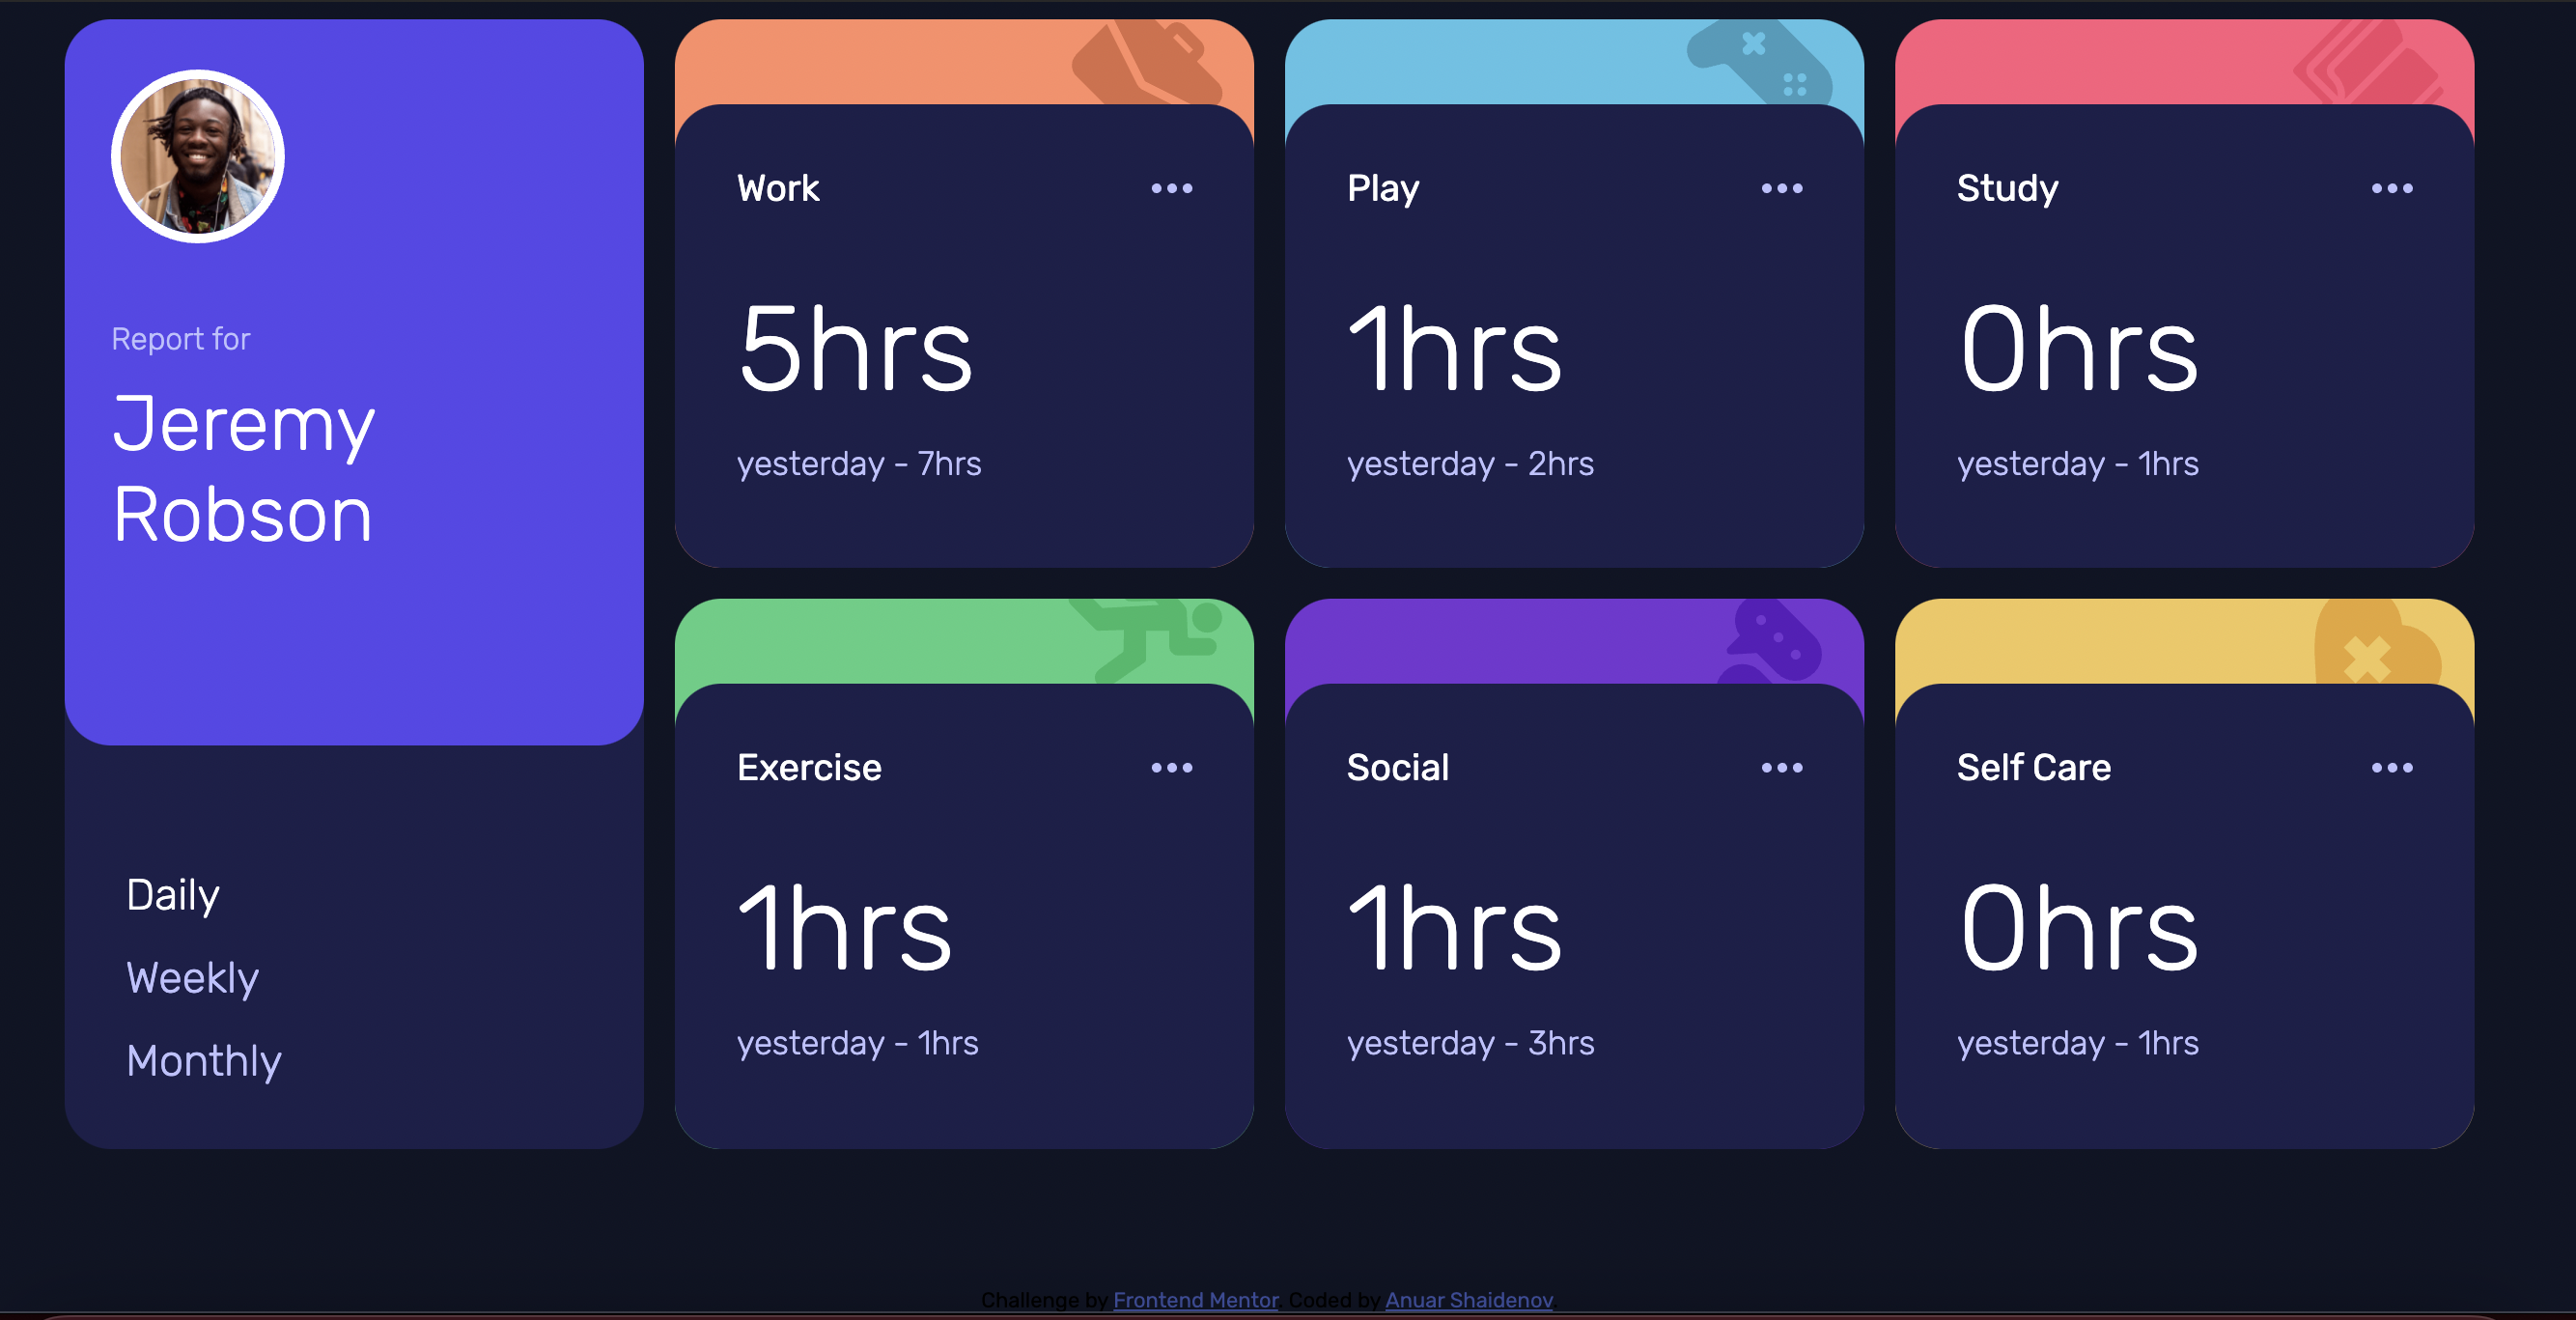 Report for
Jeremy
Robson
Daily
Weekly
Monthly
Work
5hrs
yesterday - 7hrs
Play
1hrs
yesterday - 2hrs
Study
0hrs
yesterday - 1hrs
Exercise
1hrs
yesterday - 1hrs
Social
1hrs
yesterday - 3hrs
Self Care
0hrs
yesterday - 1hrs
Challenge by Frontend Mentor. Coded by Anuar Shaidenov.